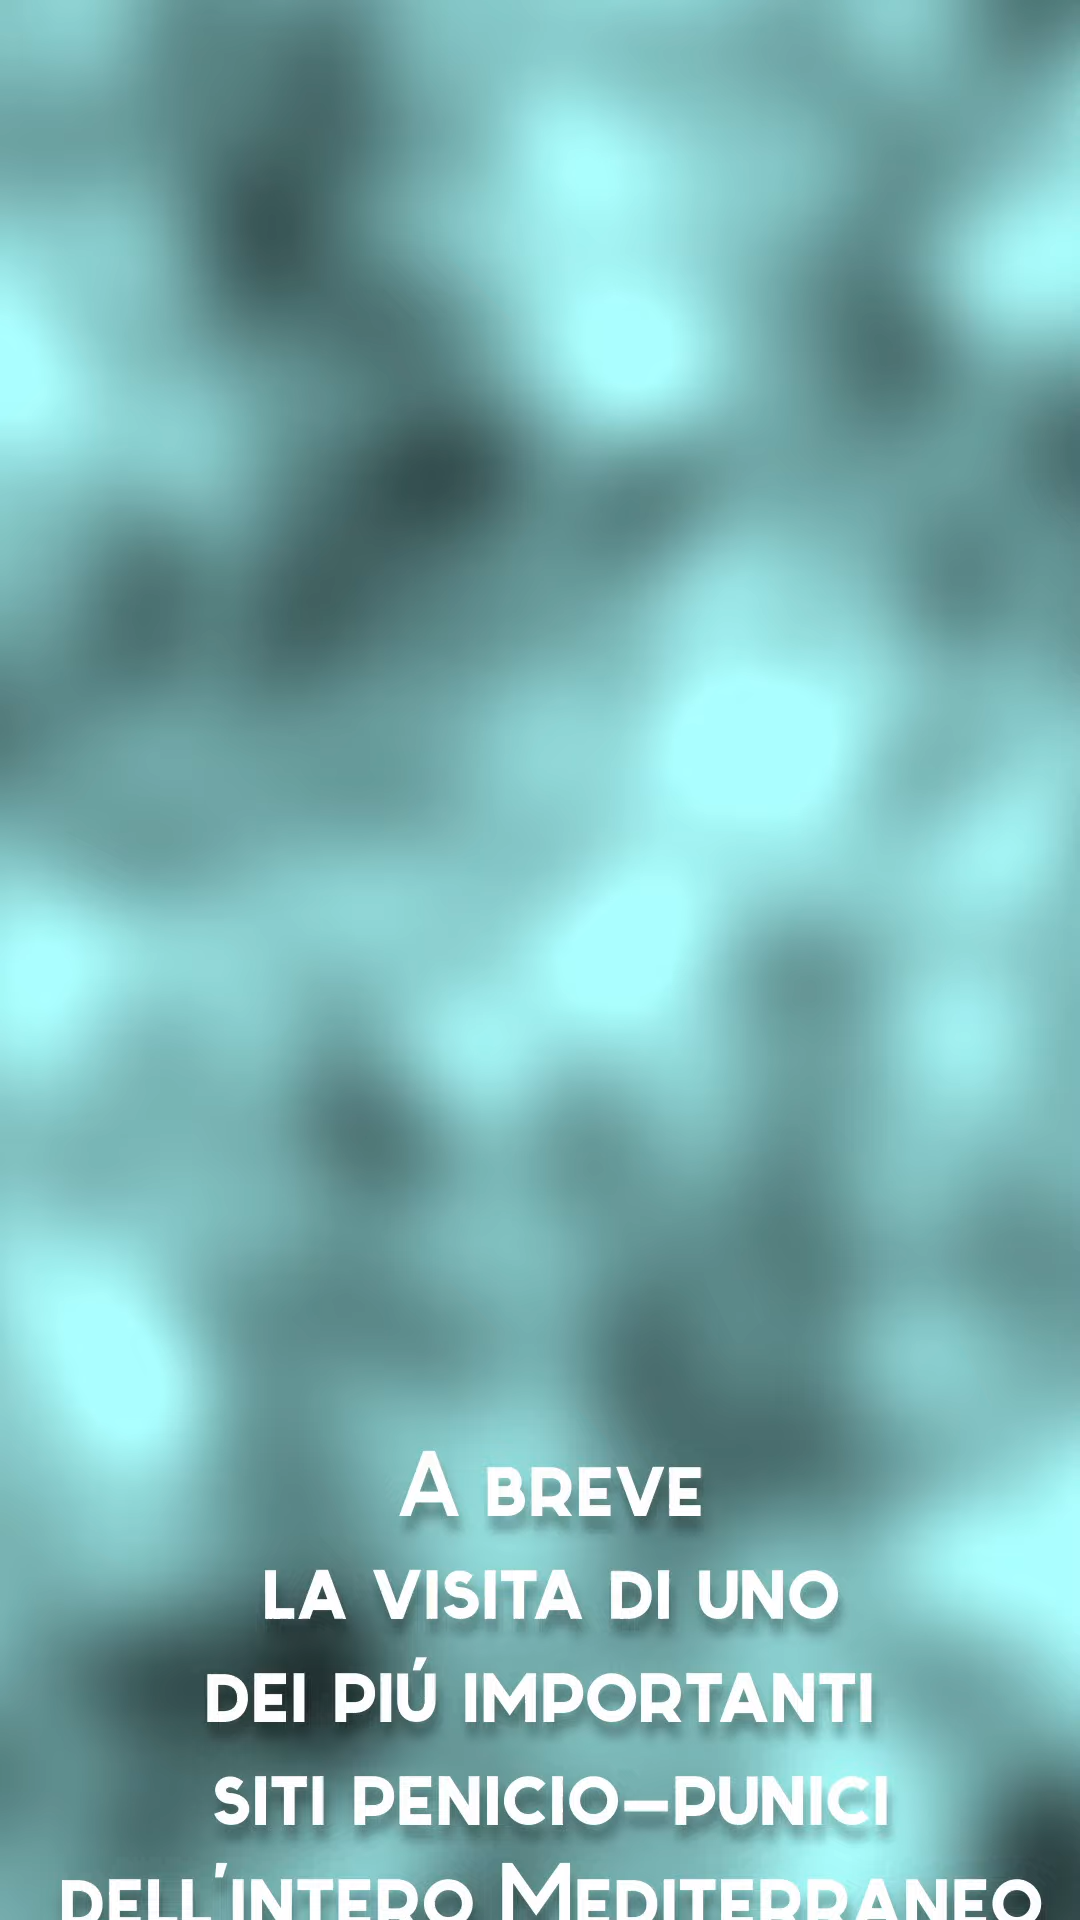 A breve
la visita di uno
dei piú importanti
siti penicio-punici
dell'intero Mediterraneo